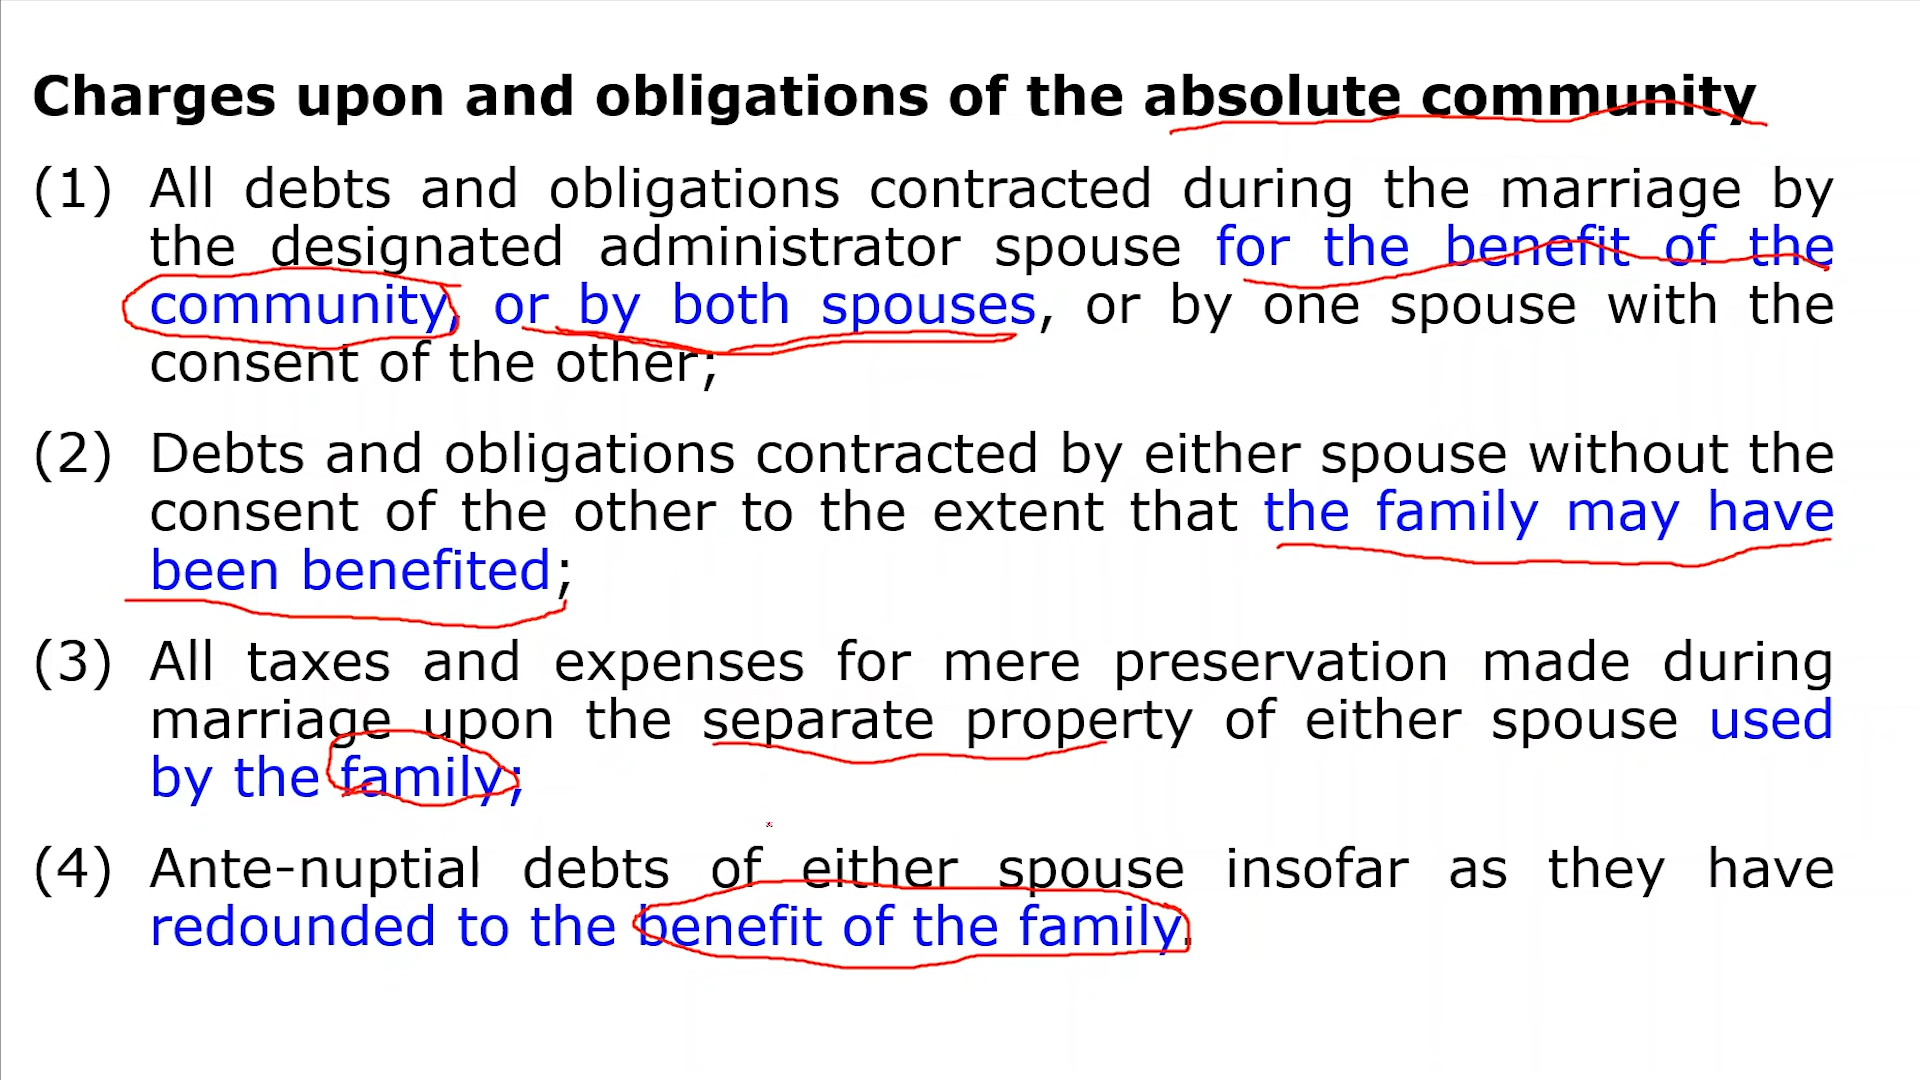 Charges upon and obligations of the absolute community
(1) All debts and obligations contracted during the marriage by
the designated administrator spouse for the benefit of the
community, or by both spouses, or by one spouse with the
consent of the other;
(2) Debts and obligations contracted by either spouse without the
consent of the other to the extent that the family may have
been benefited;
(3) All taxes and expenses for mere preservation made during
marriage upon the separate property of either spouse used
by the family;
(4) Ante-nuptial debts of either spouse insofar as they have
redounded to the benefit of the family.